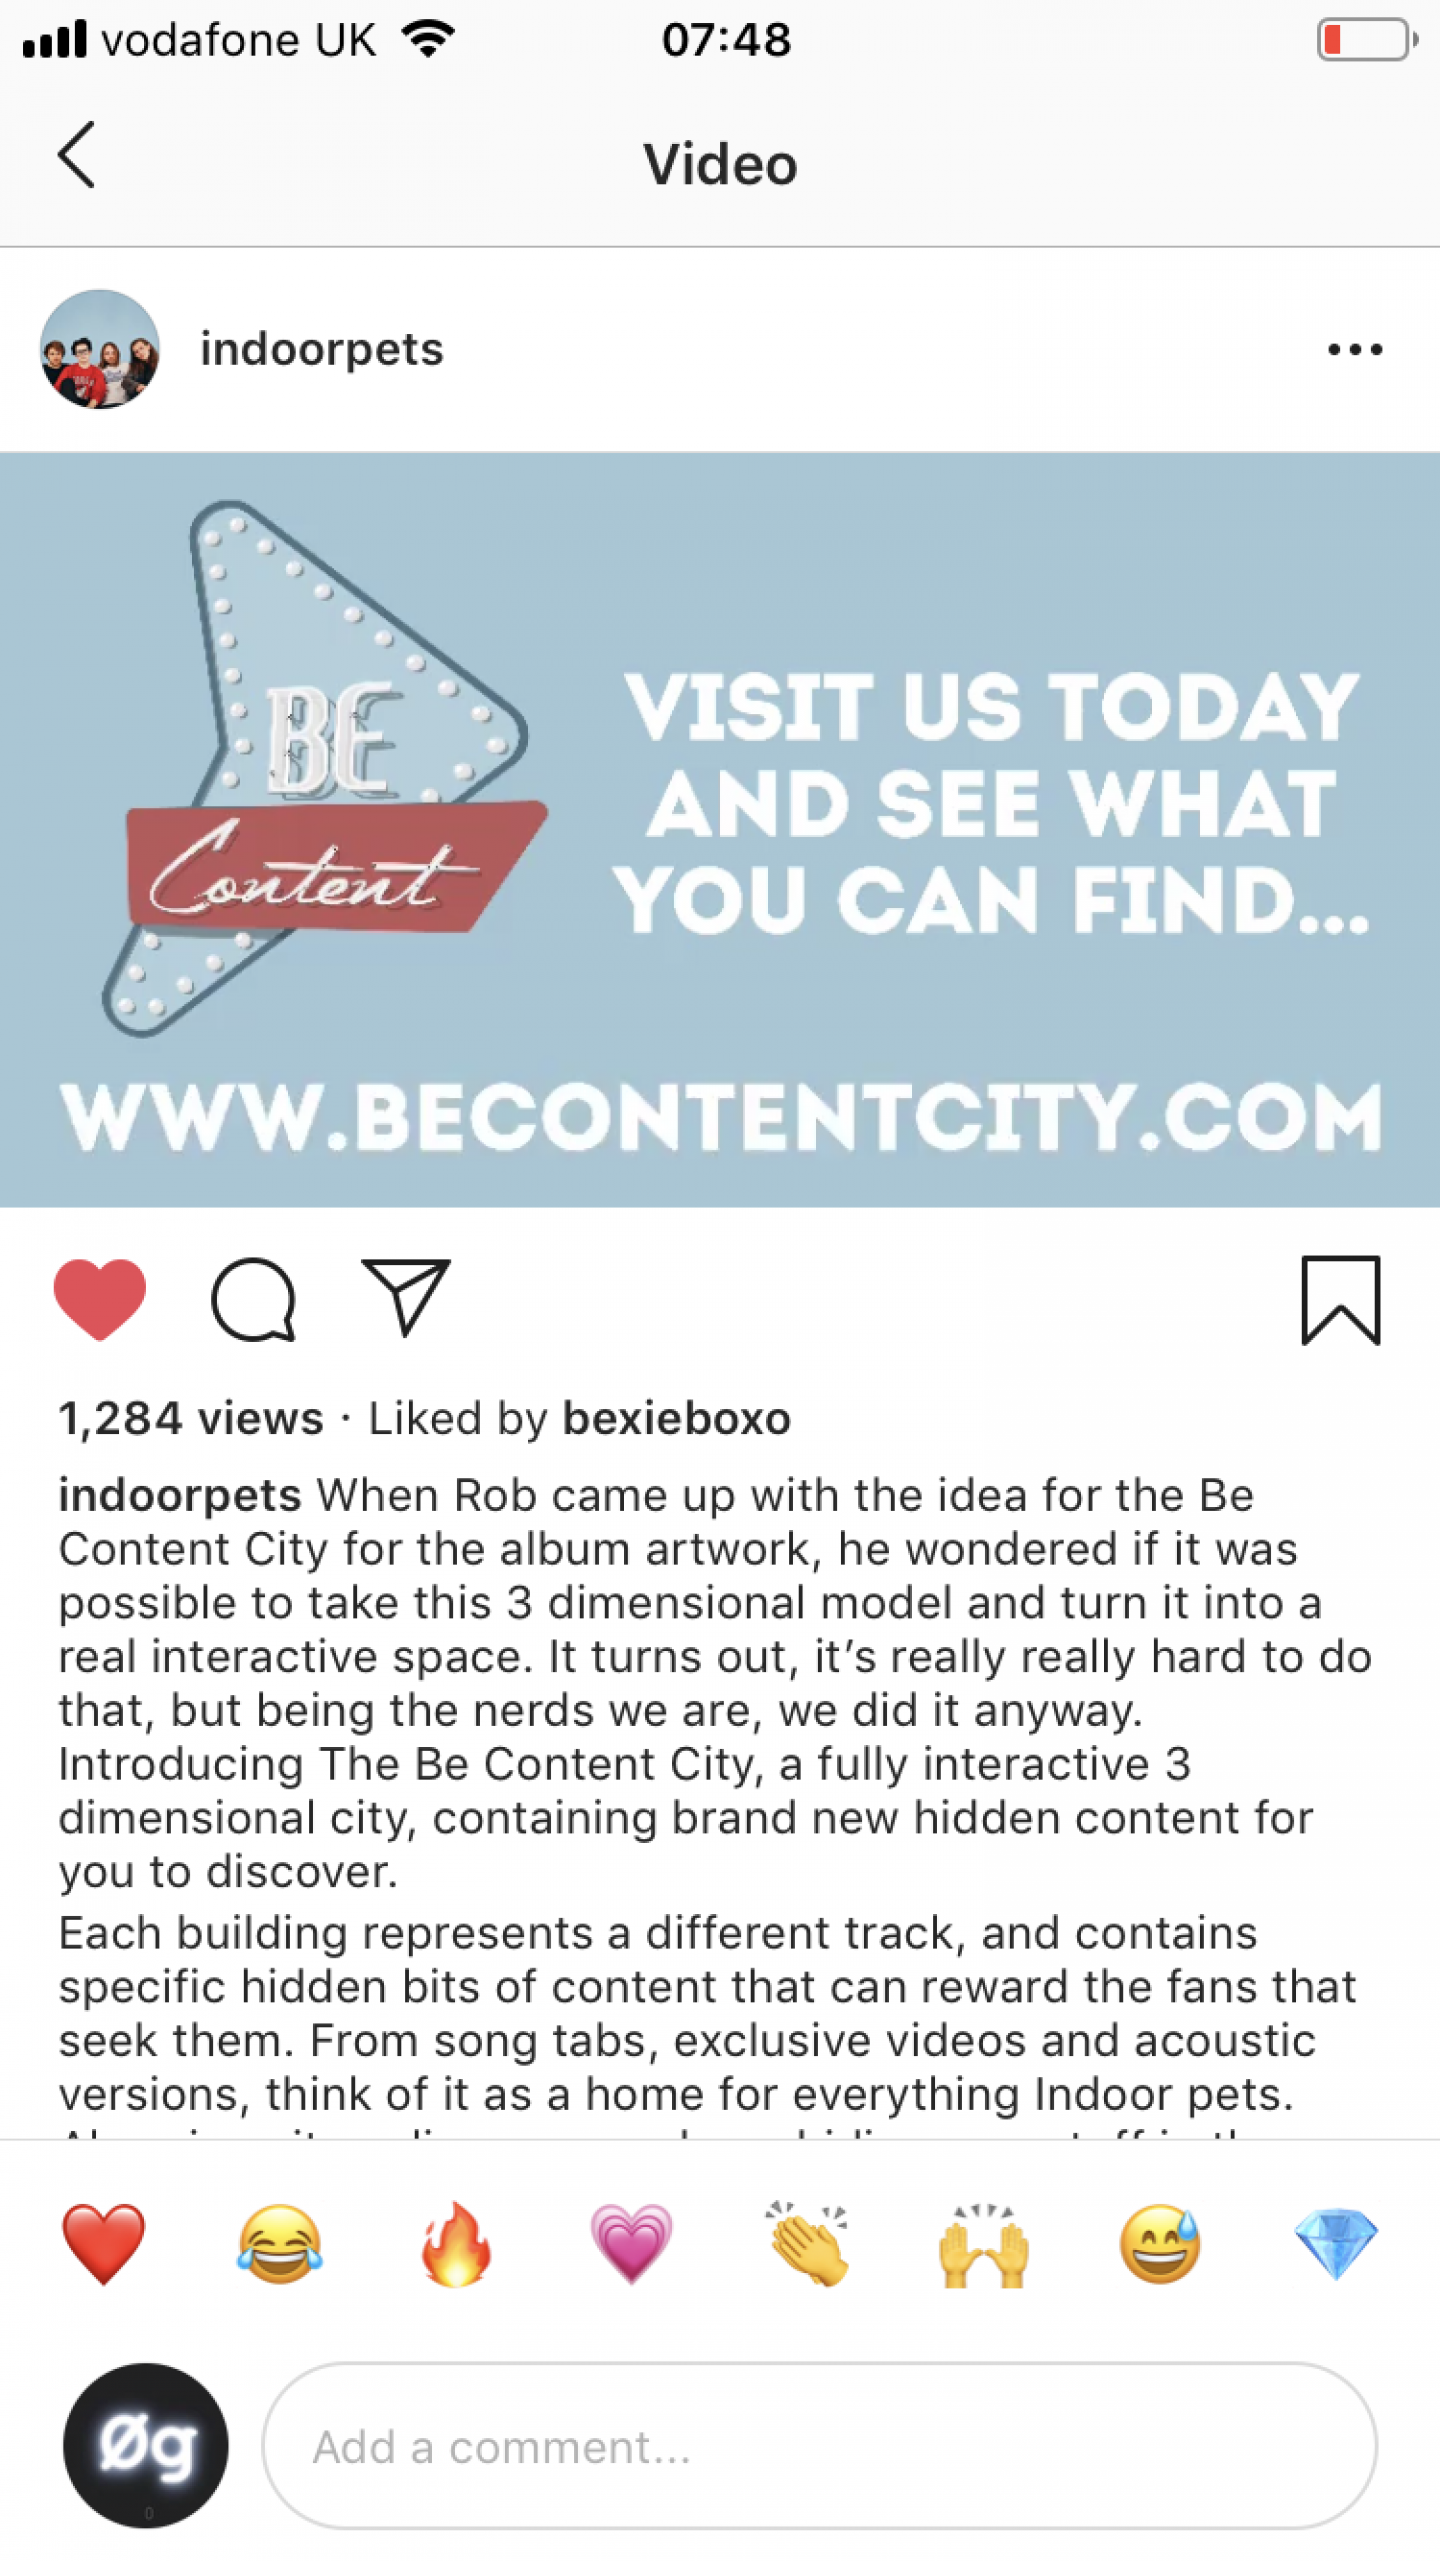 vodafone UK
07:48
Video
indoorpets
BE
Content
VISIT US TODAY
AND SEE WHAT
YOU CAN FIND...
WWW.BECONTENTCITY.COM
1,284 views · Liked by bexieboxo
indoorpets When Rob came up with the idea for the Be
Content City for the album artwork, he wondered if it was
possible to take this 3 dimensional model and turn it into a
real interactive space. It turns out, it’s really really hard to do
that, but being the nerds we are, we did it anyway.
Introducing The Be Content City, a fully interactive 3
dimensional city, containing brand new hidden content for
you to discover.
Each building represents a different track, and contains
specific hidden bits of content that can reward the fans that
seek them. From song tabs, exclusive videos and acoustic
versions, think of it as a home for everything Indoor pets.
Øg
0
Add a comment...